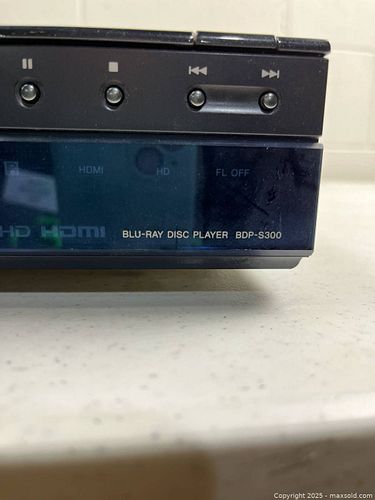 HDMI HD FL OFF
HD HDMI
BLU-RAY DISC PLAYER BDP-S300
Copyright 2025 - maxsold.com